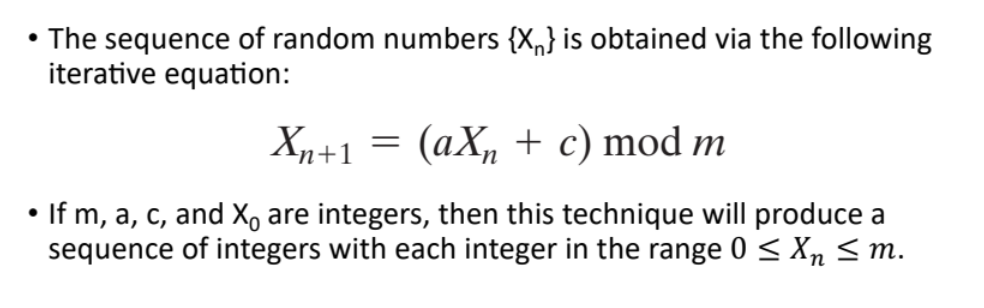 • The sequence of random numbers {Xₙ} is obtained via the following
iterative equation:
Xₙ₊₁ = (aXₙ + c) mod m
• If m, a, c, and X₀ are integers, then this technique will produce a
sequence of integers with each integer in the range 0 ≤ Xₙ ≤ m.